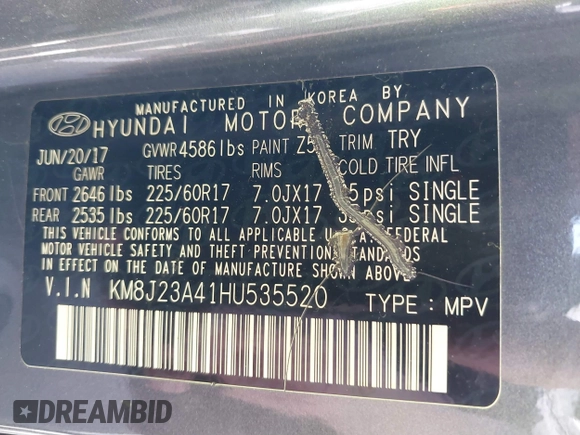 MANUFACTURED IN KOREA BY
HYUNDAI MOTOR COMPANY
JUN/20/17 GVWR 4586 lbs PAINT TRIM TRY
GAWR TIRES RIMS COLD TIRE INFL
FRONT 2646 lbs 225/60R17 7.0JX17 SINGLE
REAR 2535 lbs 225/60R17 7.0JX17 SINGLE
THIS VEHICLE CONFORMS TO ALL APPLICABLE U.S.A. FEDERAL
MOTOR VEHICLE SAFETY AND THEFT PREVENTION STANDARDS
IN EFFECT ON THE DATE OF MANUFACTURE SHOWN ABOVE.
V.I.N KM8J23A41HU535520 TYPE : MPV
DREAMBID